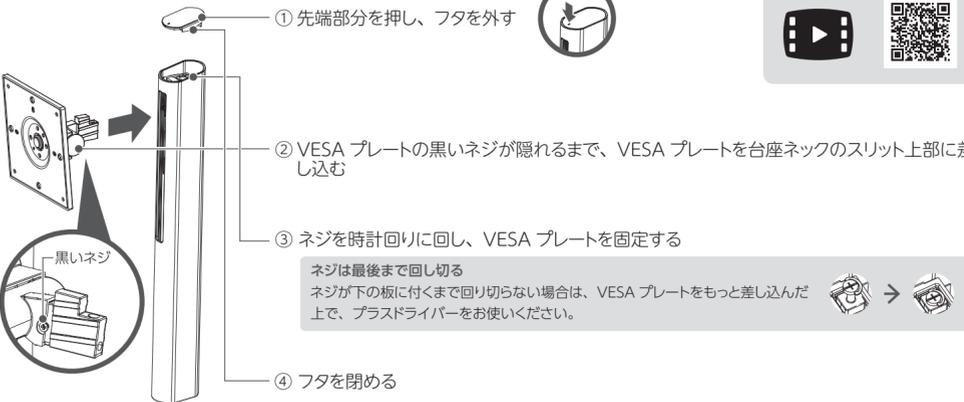 ① 先端部分を押し、フタを外す
② VESA プレートの黒いネジが隠れるまで、VESA プレートを台座ネックのスリット上部に差
し込む
③ ネジを時計回りに回し、VESA プレートを固定する
黒いネジ
ネジは最後まで回し切る
ネジが下の板に付くまで回り切らない場合は、VESA プレートをもっと差し込んだ
上で、プラスドライバーをお使いください。
④ フタを閉める